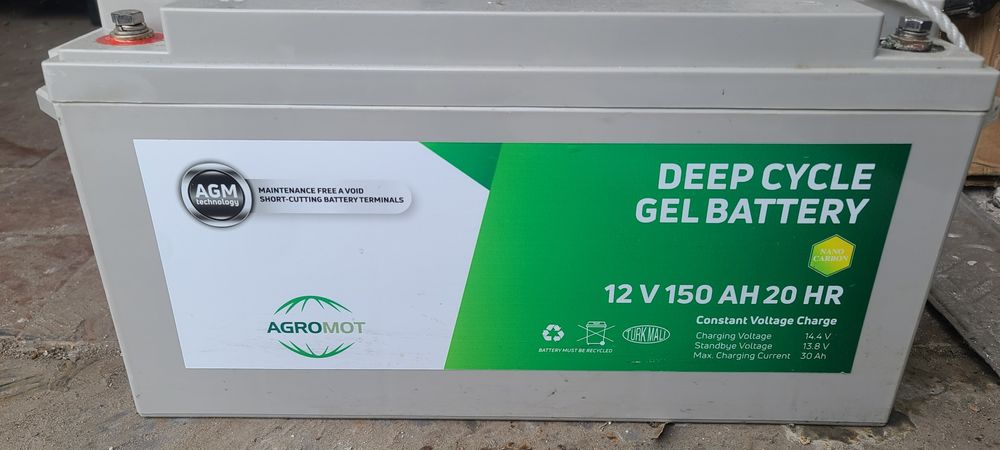 AGM
technology
MAINTENANCE FREE A VOID
SHORT-CUTTING BATTERY TERMINALS
AGROMOT
DEEP CYCLE
GEL BATTERY
NANO
CARBON
12 V 150 AH 20 HR
Constant Voltage Charge
Charging Voltage 14.4 V
Standbye Voltage 13.8 V
Max. Charging Current 30 Ah
BATTERY MUST BE RECYCLED
TÜRK MALI